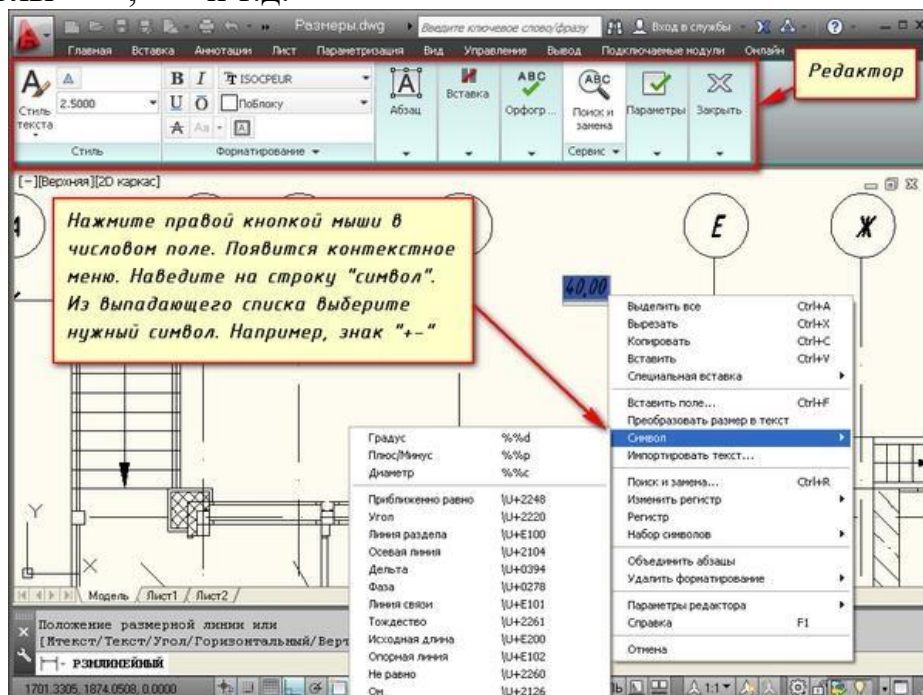 Размеры.dwg
Введите ключевое слово/фразу
Вход в службы
Главная Вставка Аннотации Лист Параметризация Вид Управление Вывод Подключаемые модули Онлайн
Редактор
Стиль текста
2.5000
B I ISOCPEUR
U O ПоБлоку
A Aa
Абзац
Вставка
ABC
Орфогр...
ABC
Поиск и замена
Параметры
Закрыть
Стиль
Форматирование
Сервис
[-][Верхняя][2D каркас]
Нажмите правой кнопкой мыши в
числовом поле. Появится контекстное
меню. Наведите на строку "символ".
Из выпадающего списка выберите
нужный символ. Например, знак "+-"
Е
Ж
40,00
Выделить все Ctrl+A
Вырезать Ctrl+X
Копировать Ctrl+C
Вставить Ctrl+V
Специальная вставка
Вставить поле... Ctrl+F
Преобразовать размер в текст
Символ
Импортировать текст...
Поиск и замена... Ctrl+R
Изменить регистр
Регистр
Набор символов
Объединить абзацы
Удалить форматирование
Параметры редактора
Справка F1
Отмена
Градус %%d
Плюс/Минус %%p
Диаметр %%c
Приближенно равно \U+2248
Угол \U+2220
Линия раздела \U+E100
Осевая линия \U+2104
Дельта \U+0394
Фаза \U+0278
Линия связи \U+E101
Тождество \U+2261
Исходная длина \U+E200
Опорная линия \U+E102
Не равно \U+2260
Ом \U+2126
Y
X
Модель Лист1 Лист2
Положение размерной линии или
[Мтекст/Текст/Угол/Горизонтальный/Верт
РЗМЛИНЕЙНЫЙ
1701.3305, 1874.0508, 0.0000
1:1